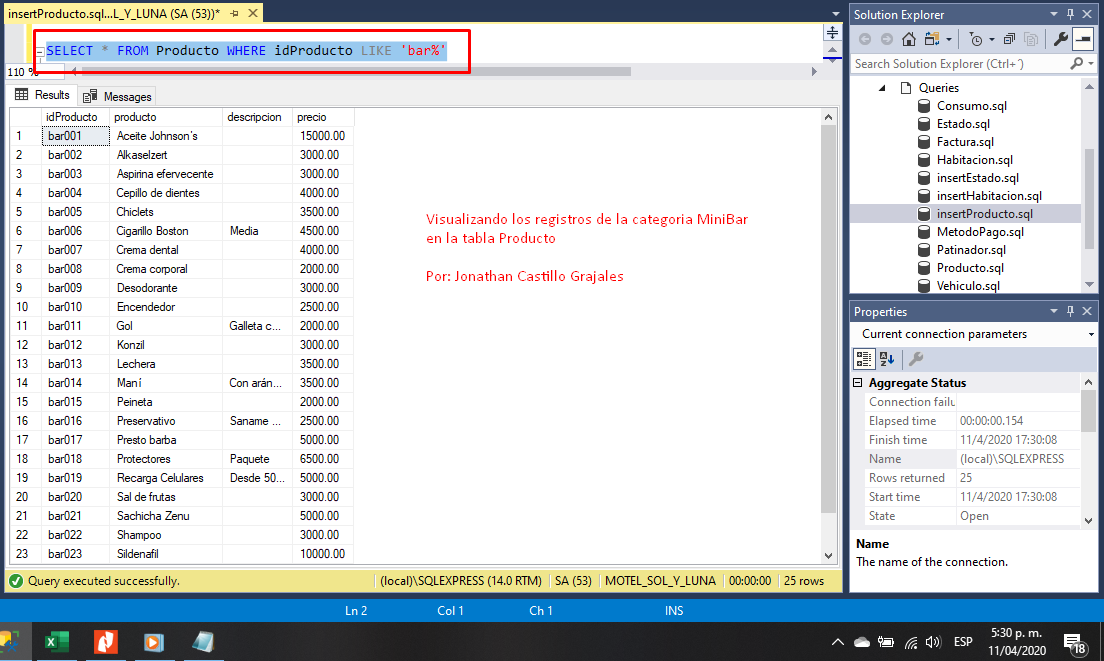 insertProducto.sql...L_Y_LUNA (SA (53))*
SELECT * FROM Producto WHERE idProducto LIKE 'bar%'
110 %
Results Messages
idProducto producto descripcion precio
1 bar001 Aceite Johnson´s 15000.00
2 bar002 Alkaselzert 3000.00
3 bar003 Aspirina efervecente 3000.00
4 bar004 Cepillo de dientes 4000.00
5 bar005 Chiclets 3500.00
6 bar006 Cigarillo Boston Media 4500.00
7 bar007 Crema dental 4000.00
8 bar008 Crema corporal 2000.00
9 bar009 Desodorante 3000.00
10 bar010 Encendedor 2500.00
11 bar011 Gol Galleta c... 2000.00
12 bar012 Konzil 3000.00
13 bar013 Lechera 3500.00
14 bar014 Maní Con arán... 3500.00
15 bar015 Peineta 2000.00
16 bar016 Preservativo Saname ... 2500.00
17 bar017 Presto barba 5000.00
18 bar018 Protectores Paquete 6500.00
19 bar019 Recarga Celulares Desde 50... 5000.00
20 bar020 Sal de frutas 3000.00
21 bar021 Sachicha Zenu 5000.00
22 bar022 Shampoo 3000.00
23 bar023 Sildenafil 10000.00
Visualizando los registros de la categoria MiniBar
en la tabla Producto
Por: Jonathan Castillo Grajales
Query executed successfully. (local)\SQLEXPRESS (14.0 RTM) SA (53) MOTEL_SOL_Y_LUNA 00:00:00 25 rows
Solution Explorer
Search Solution Explorer (Ctrl+´)
Queries
Consumo.sql
Estado.sql
Factura.sql
Habitacion.sql
insertEstado.sql
insertHabitacion.sql
insertProducto.sql
MetodoPago.sql
Patinador.sql
Producto.sql
Vehiculo.sql
Properties
Current connection parameters
Aggregate Status
Connection failu
Elapsed time 00:00:00.154
Finish time 11/4/2020 17:30:08
Name (local)\SQLEXPRESS
Rows returned 25
Start time 11/4/2020 17:30:08
State Open
Name
The name of the connection.
Ln 2 Col 1 Ch 1 INS
ESP
5:30 p. m.
11/04/2020
18